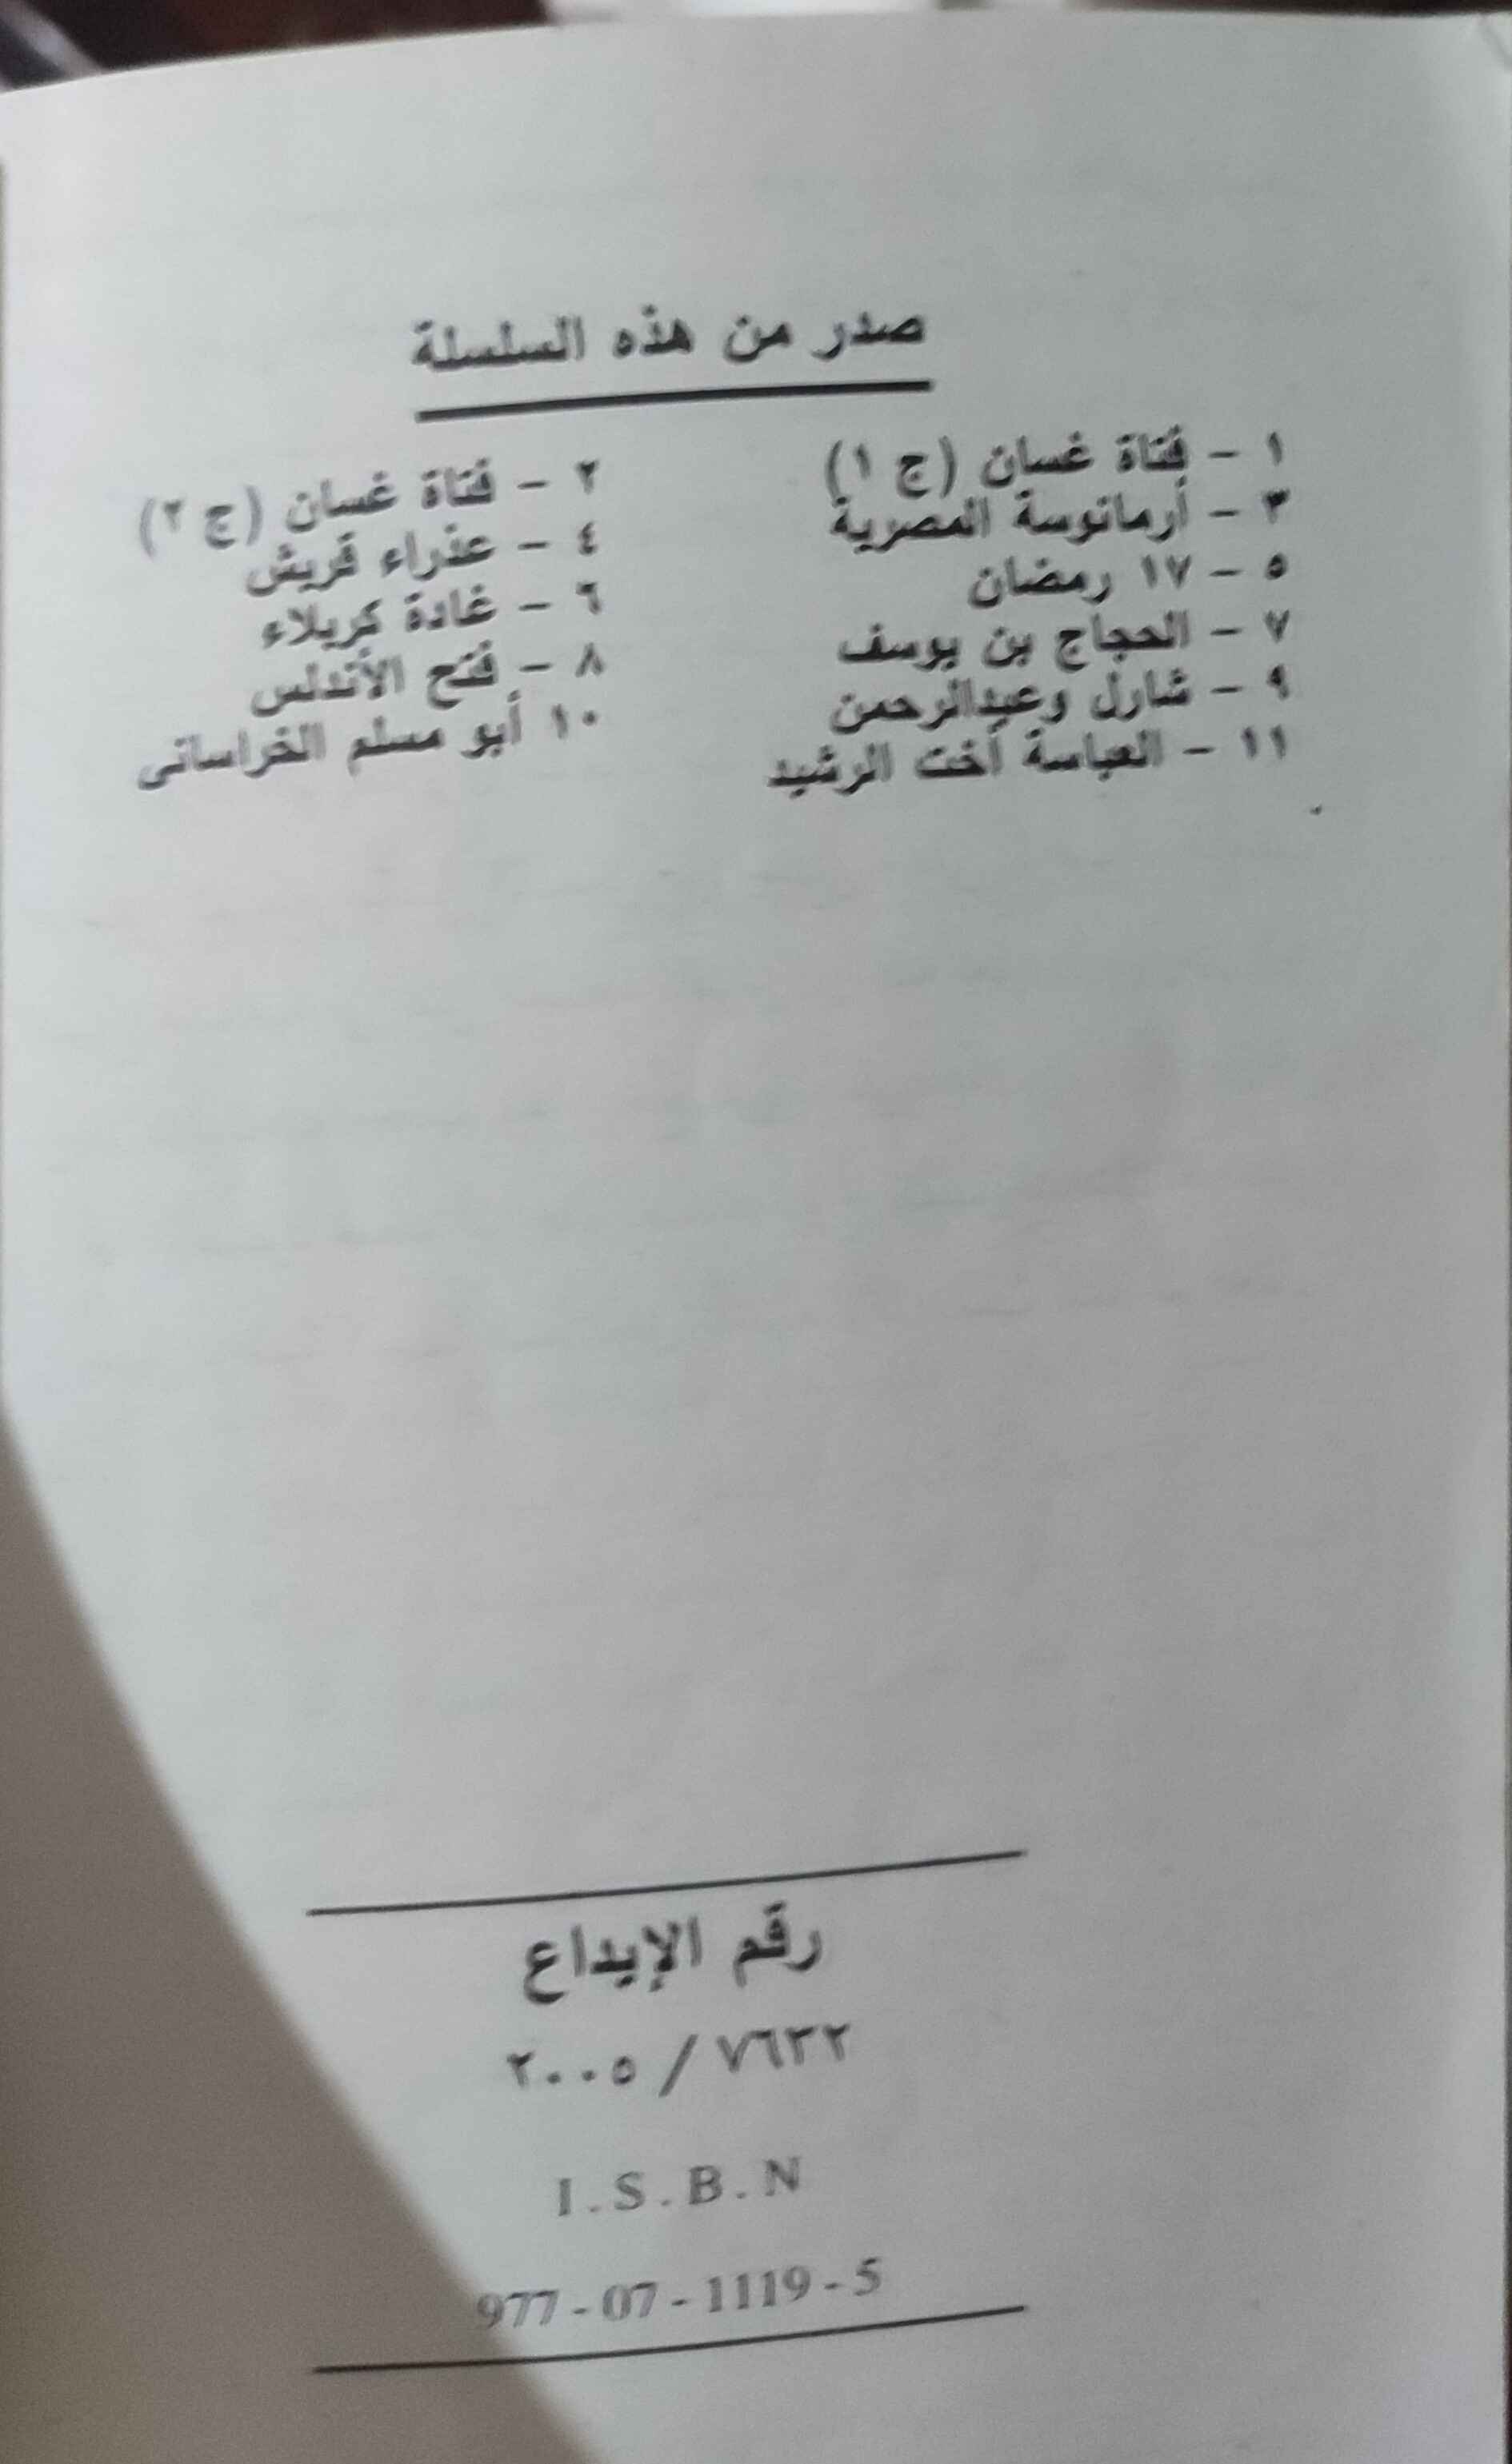 صدر من هذه السلسلة
١ - فتاة غسان (ج ١)
٢ - فتاة غسان (ج ٢)
٣ - أرمانوسة المصرية
٤ - عذراء قريش
٥ - ١٧ رمضان
٦ - غادة كربلاء
٧ - الحجاج بن يوسف
٨ - فتح الأندلس
٩ - شارل وعبدالرحمن
١٠ أبو مسلم الخراسانى
١١ - العباسة أخت الرشيد
رقم الإيداع
٧٦٣٢ / ٢٠٠٥
I.S.B.N
977-07-1119-5